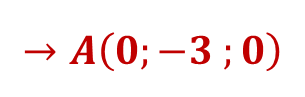 → A(0; −3 ; 0)